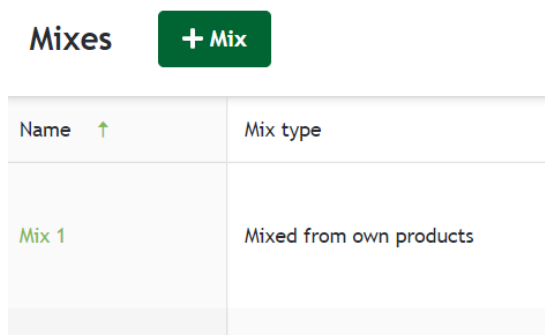 Mixes
+ Mix
Name ↑
Mix type
Mix 1
Mixed from own products